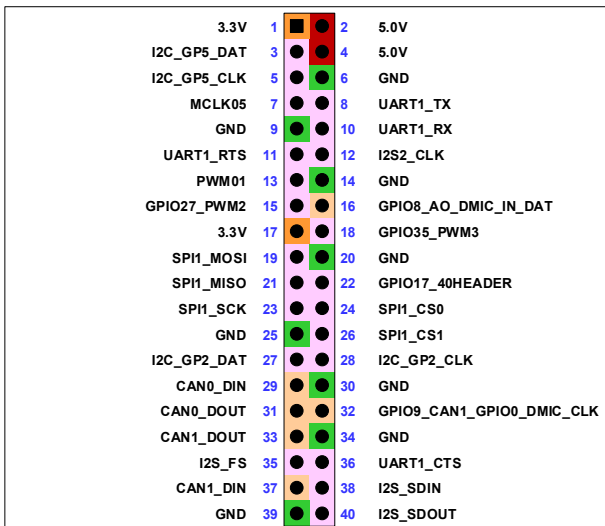 3.3V 1 2 5.0V
I2C_GP5_DAT 3 4 5.0V
I2C_GP5_CLK 5 6 GND
MCLK05 7 8 UART1_TX
GND 9 10 UART1_RX
UART1_RTS 11 12 I2S2_CLK
PWM01 13 14 GND
GPIO27_PWM2 15 16 GPIO8_AO_DMIC_IN_DAT
3.3V 17 18 GPIO35_PWM3
SPI1_MOSI 19 20 GND
SPI1_MISO 21 22 GPIO17_40HEADER
SPI1_SCK 23 24 SPI1_CS0
GND 25 26 SPI1_CS1
I2C_GP2_DAT 27 28 I2C_GP2_CLK
CAN0_DIN 29 30 GND
CAN0_DOUT 31 32 GPIO9_CAN1_GPIO0_DMIC_CLK
CAN1_DOUT 33 34 GND
I2S_FS 35 36 UART1_CTS
CAN1_DIN 37 38 I2S_SDIN
GND 39 40 I2S_SDOUT